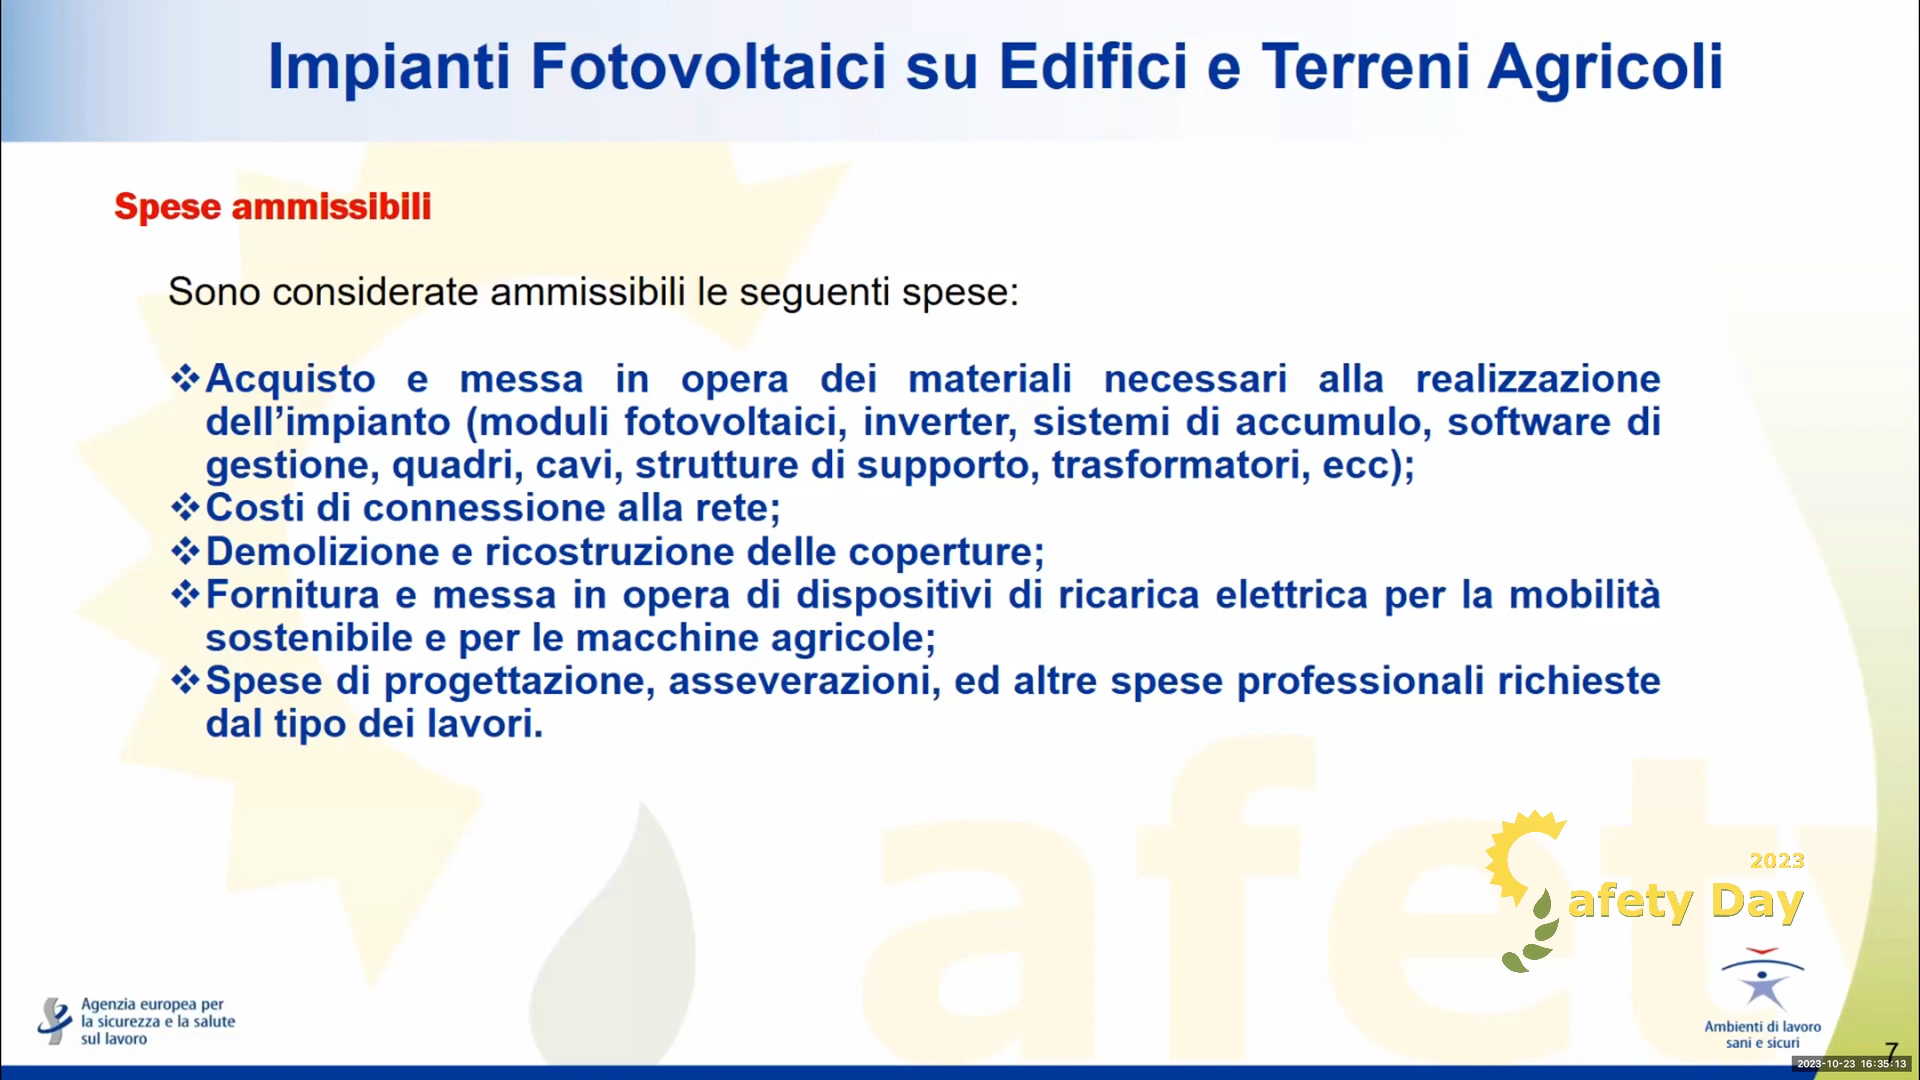 Impianti Fotovoltaici su Edifici e Terreni Agricoli
Spese ammissibili
Sono considerate ammissibili le seguenti spese:
❖Acquisto e messa in opera dei materiali necessari alla realizzazione
dell’impianto (moduli fotovoltaici, inverter, sistemi di accumulo, software di
gestione, quadri, cavi, strutture di supporto, trasformatori, ecc);
❖Costi di connessione alla rete;
❖Demolizione e ricostruzione delle coperture;
❖Fornitura e messa in opera di dispositivi di ricarica elettrica per la mobilità
sostenibile e per le macchine agricole;
❖Spese di progettazione, asseverazioni, ed altre spese professionali richieste
dal tipo dei lavori.
afety
2023
Safety Day
Agenzia europea per
la sicurezza e la salute
sul lavoro
Ambienti di lavoro
sani e sicuri
7
2023-10-23 16:35:13